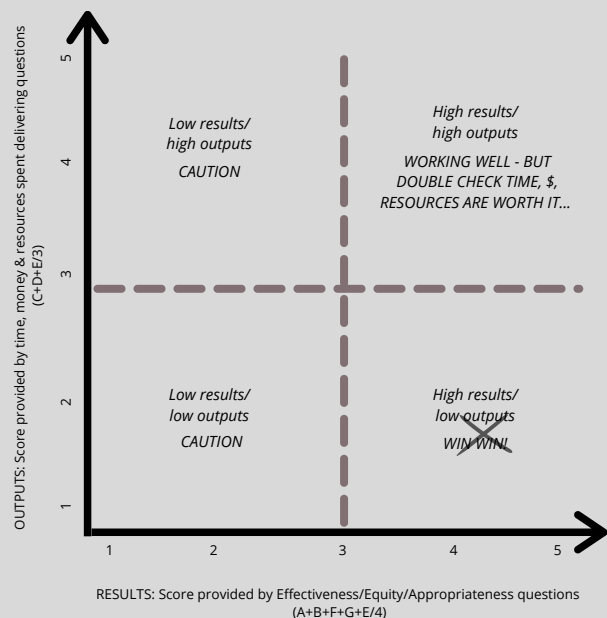 OUTPUTS: Score provided by time, money & resources spent delivering questions
(C+D+E/3)
5
4
3
2
1
Low results/
high outputs
CAUTION
High results/
high outputs
WORKING WELL - BUT
DOUBLE CHECK TIME, $,
RESOURCES ARE WORTH IT...
Low results/
low outputs
CAUTION
High results/
low outputs
WIN WIN!
1 2 3 4 5
RESULTS: Score provided by Effectiveness/Equity/Appropriateness questions
(A+B+F+G+E/4)